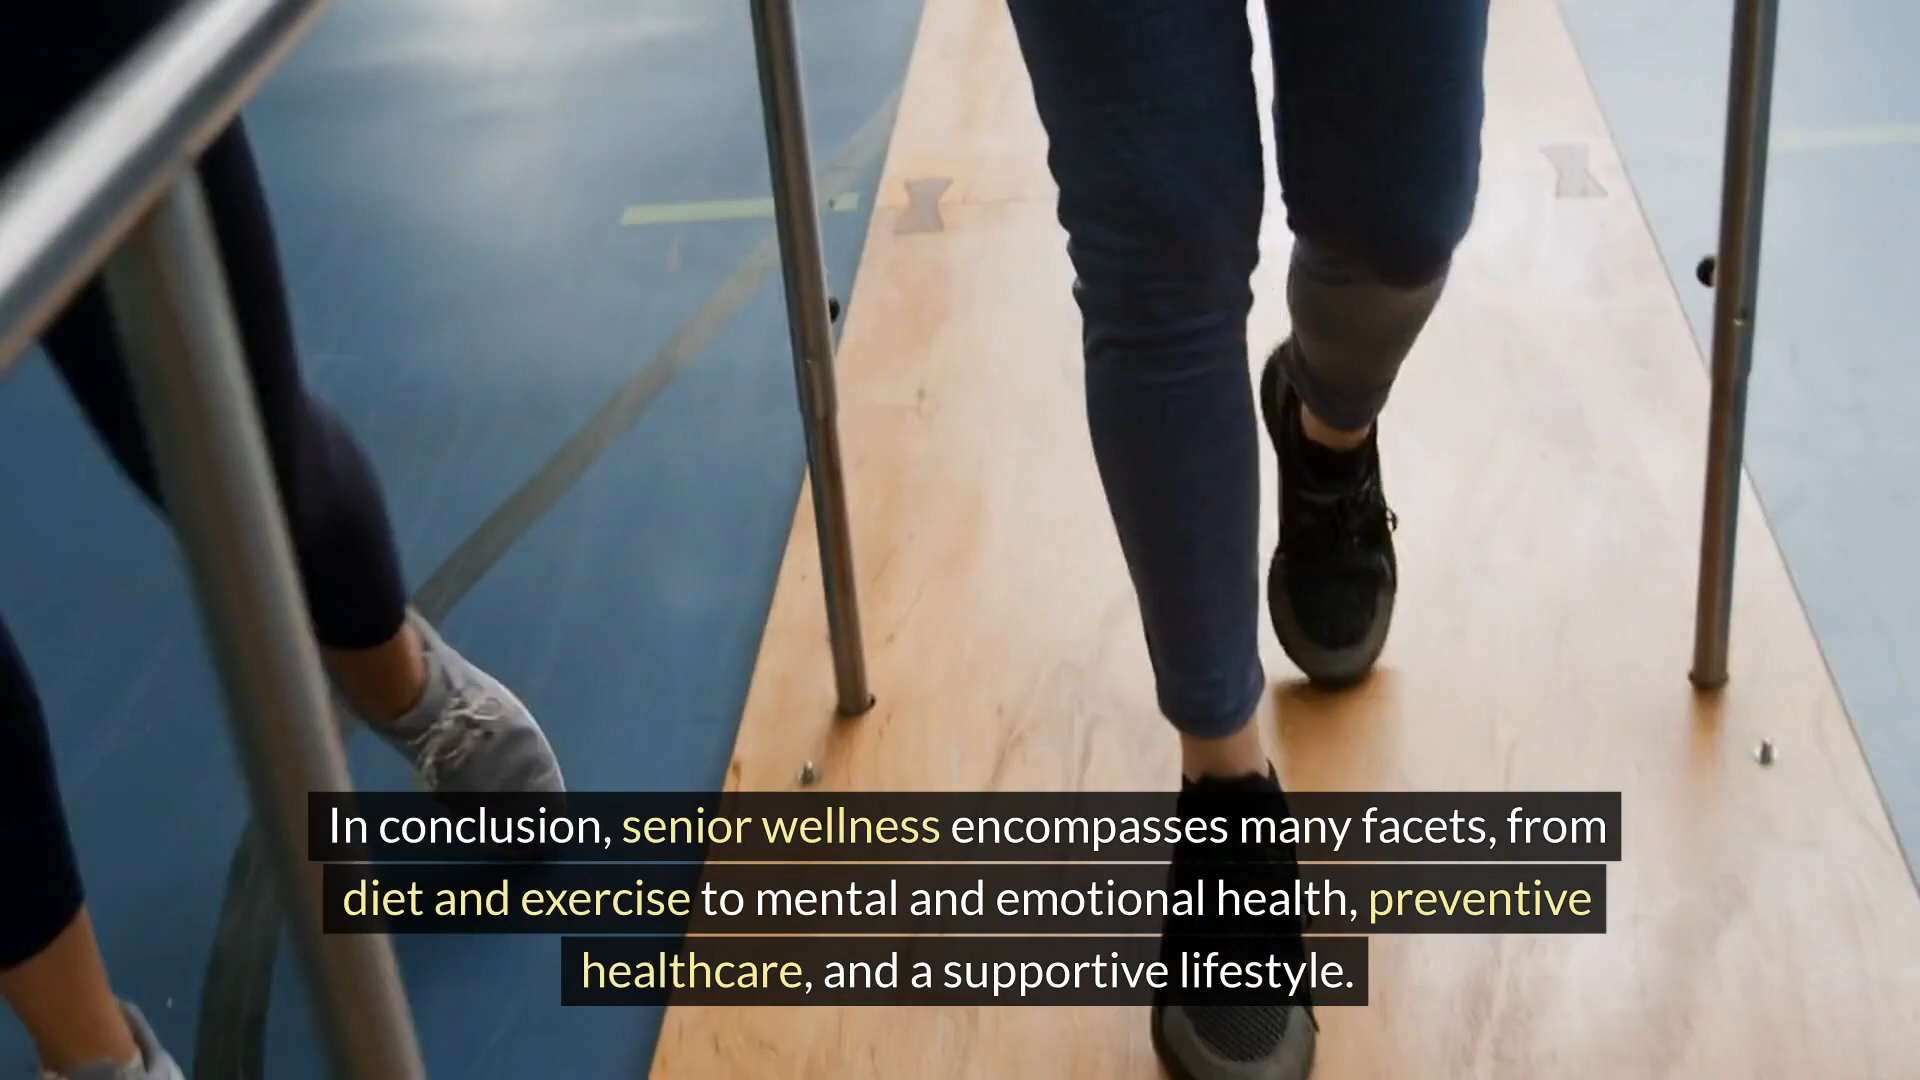 In conclusion, senior wellness encompasses many facets, from
diet and exercise to mental and emotional health, preventive
healthcare, and a supportive lifestyle.